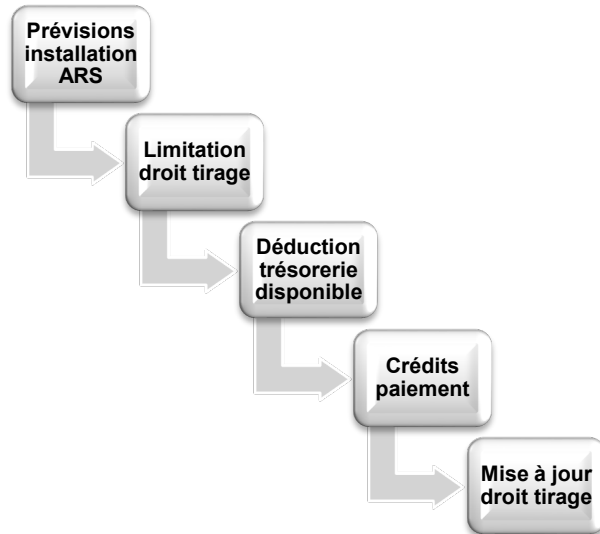 Prévisions
installation
ARS
Limitation
droit tirage
Déduction
trésorerie
disponible
Crédits
paiement
Mise à jour
droit tirage